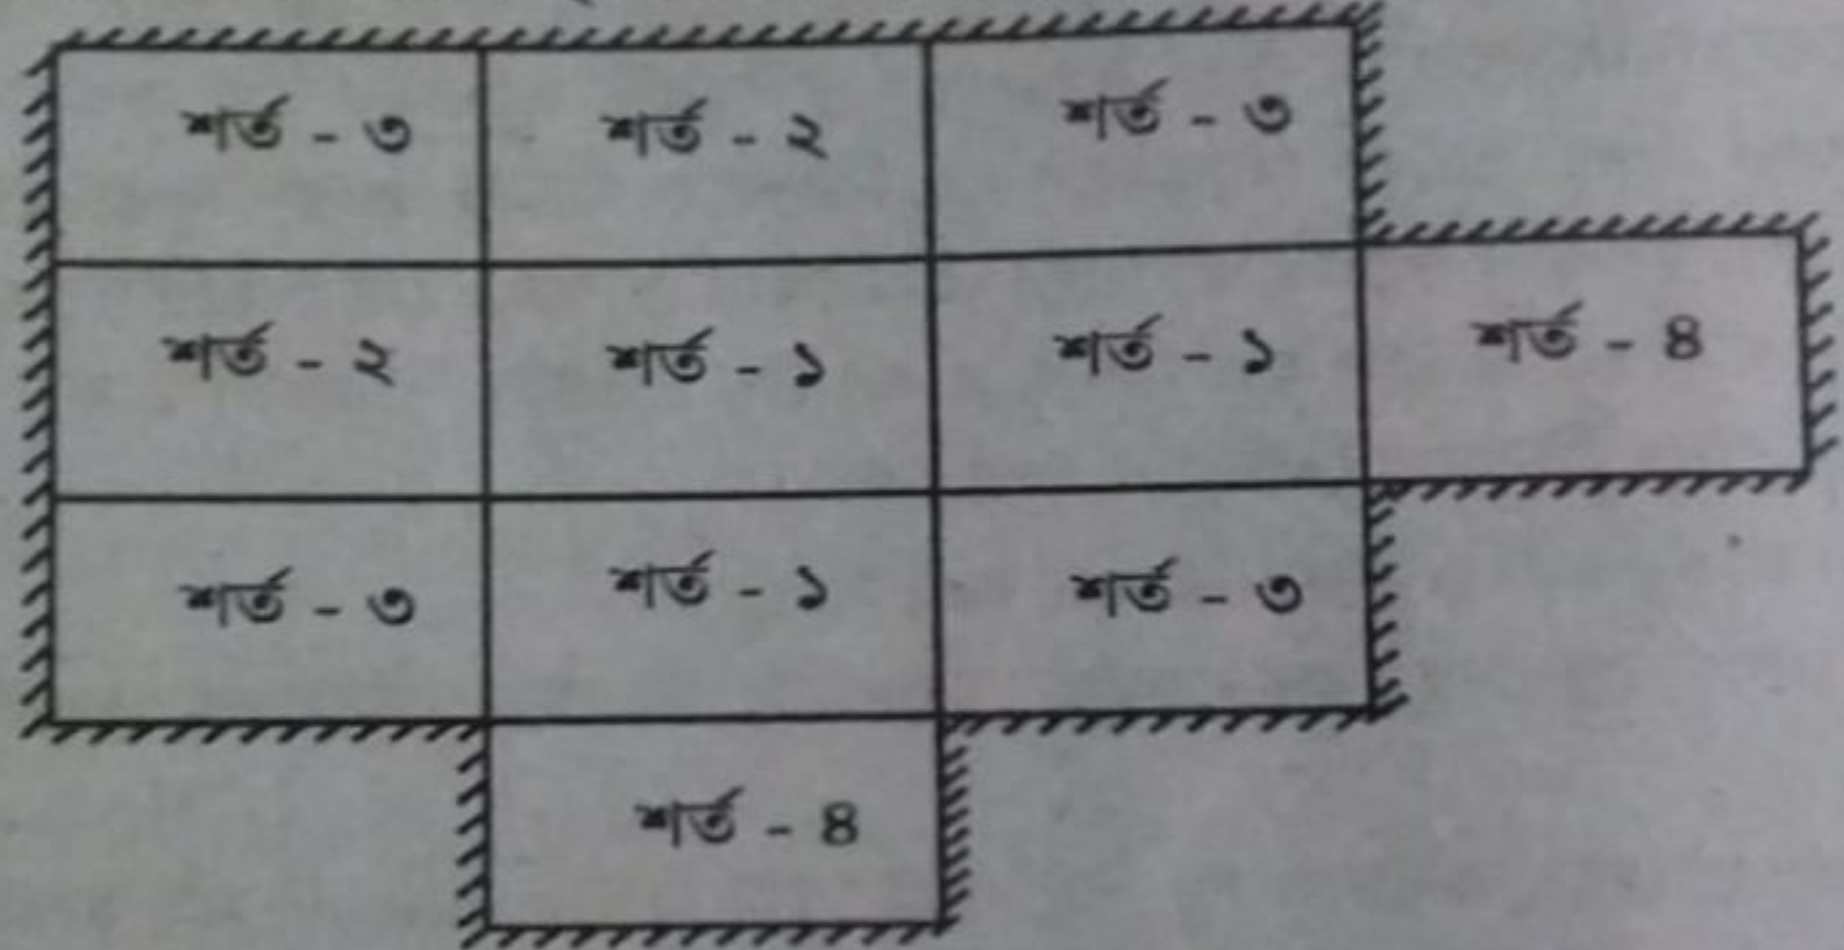 শর্ত - ৩ শর্ত - ২ শর্ত - ৩
শর্ত - ২ শর্ত - ১ শর্ত - ১ শর্ত - ৪
শর্ত - ৩ শর্ত - ১ শর্ত - ৩
শর্ত - ৪